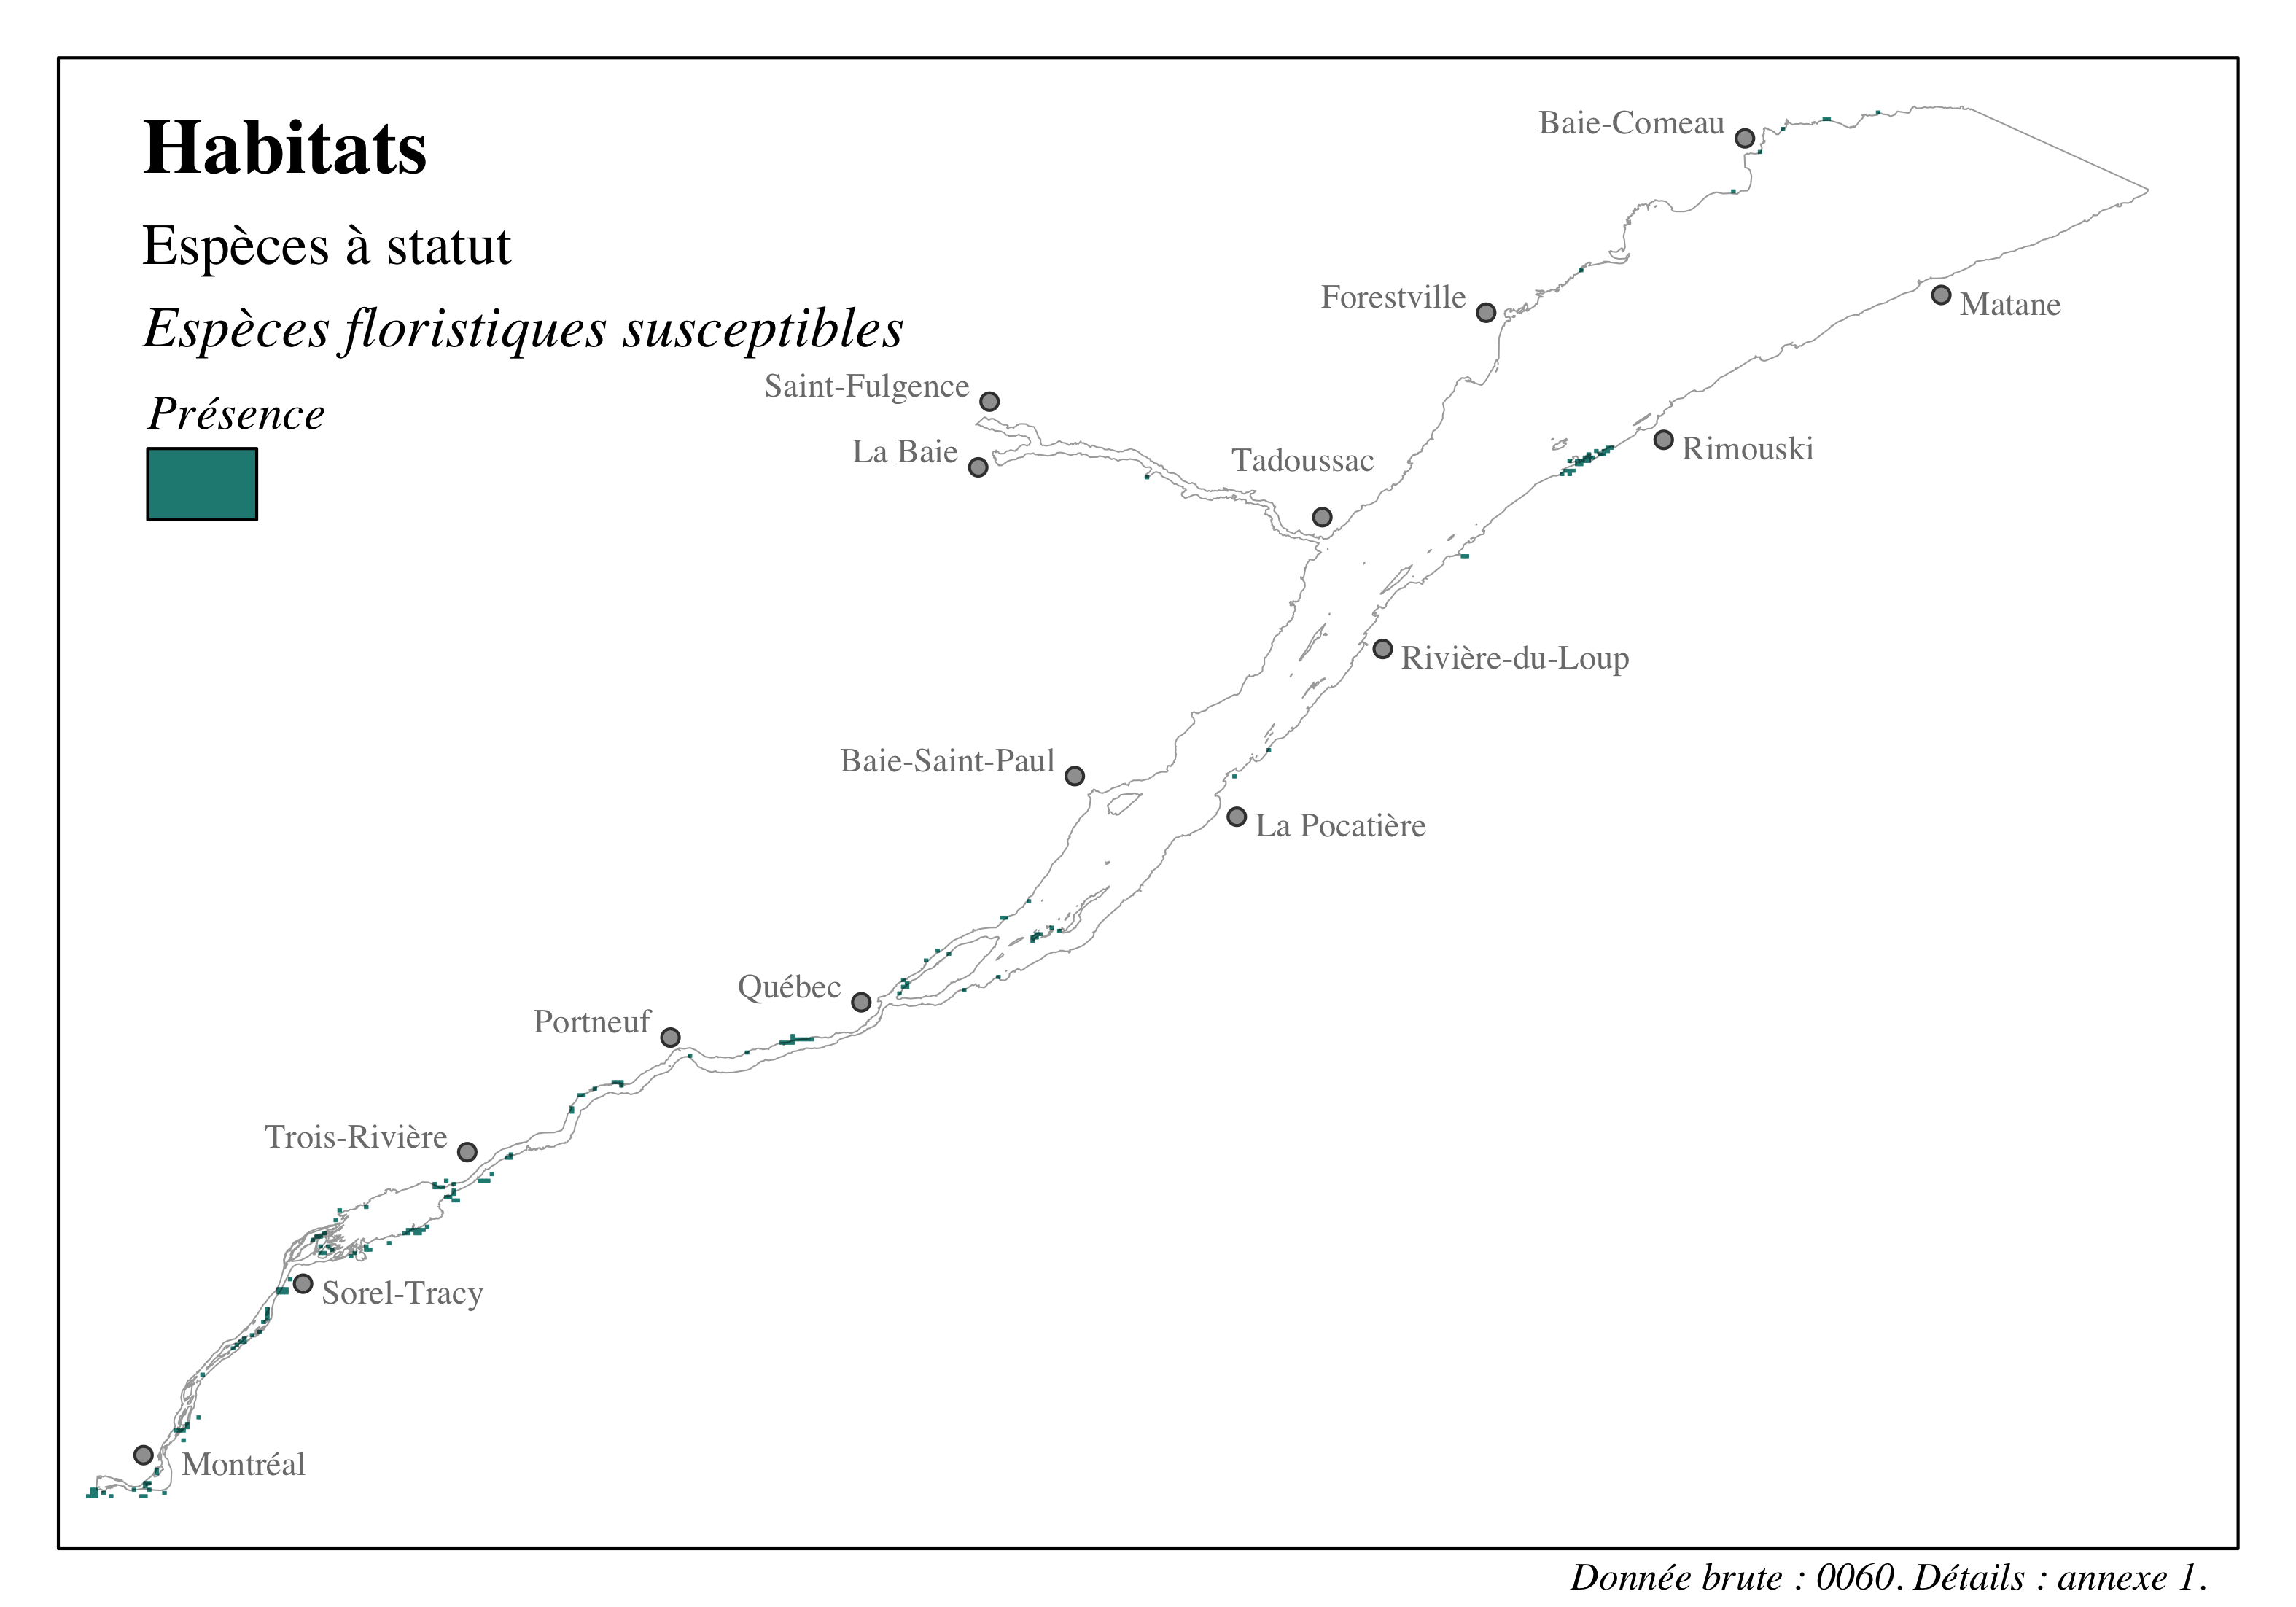 Habitats
Espèces à statut
Espèces floristiques susceptibles
Présence
Baie-Comeau
Forestville
Matane
Saint-Fulgence
La Baie
Tadoussac
Rimouski
Rivière-du-Loup
Baie-Saint-Paul
La Pocatière
Québec
Portneuf
Trois-Rivière
Sorel-Tracy
Montréal
Donnée brute : 0060. Détails : annexe 1.